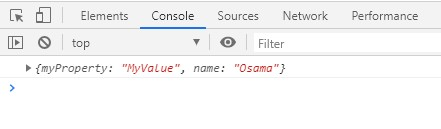 Elements Console Sources Network Performance
top Filter
{myProperty: "MyValue", name: "Osama"}